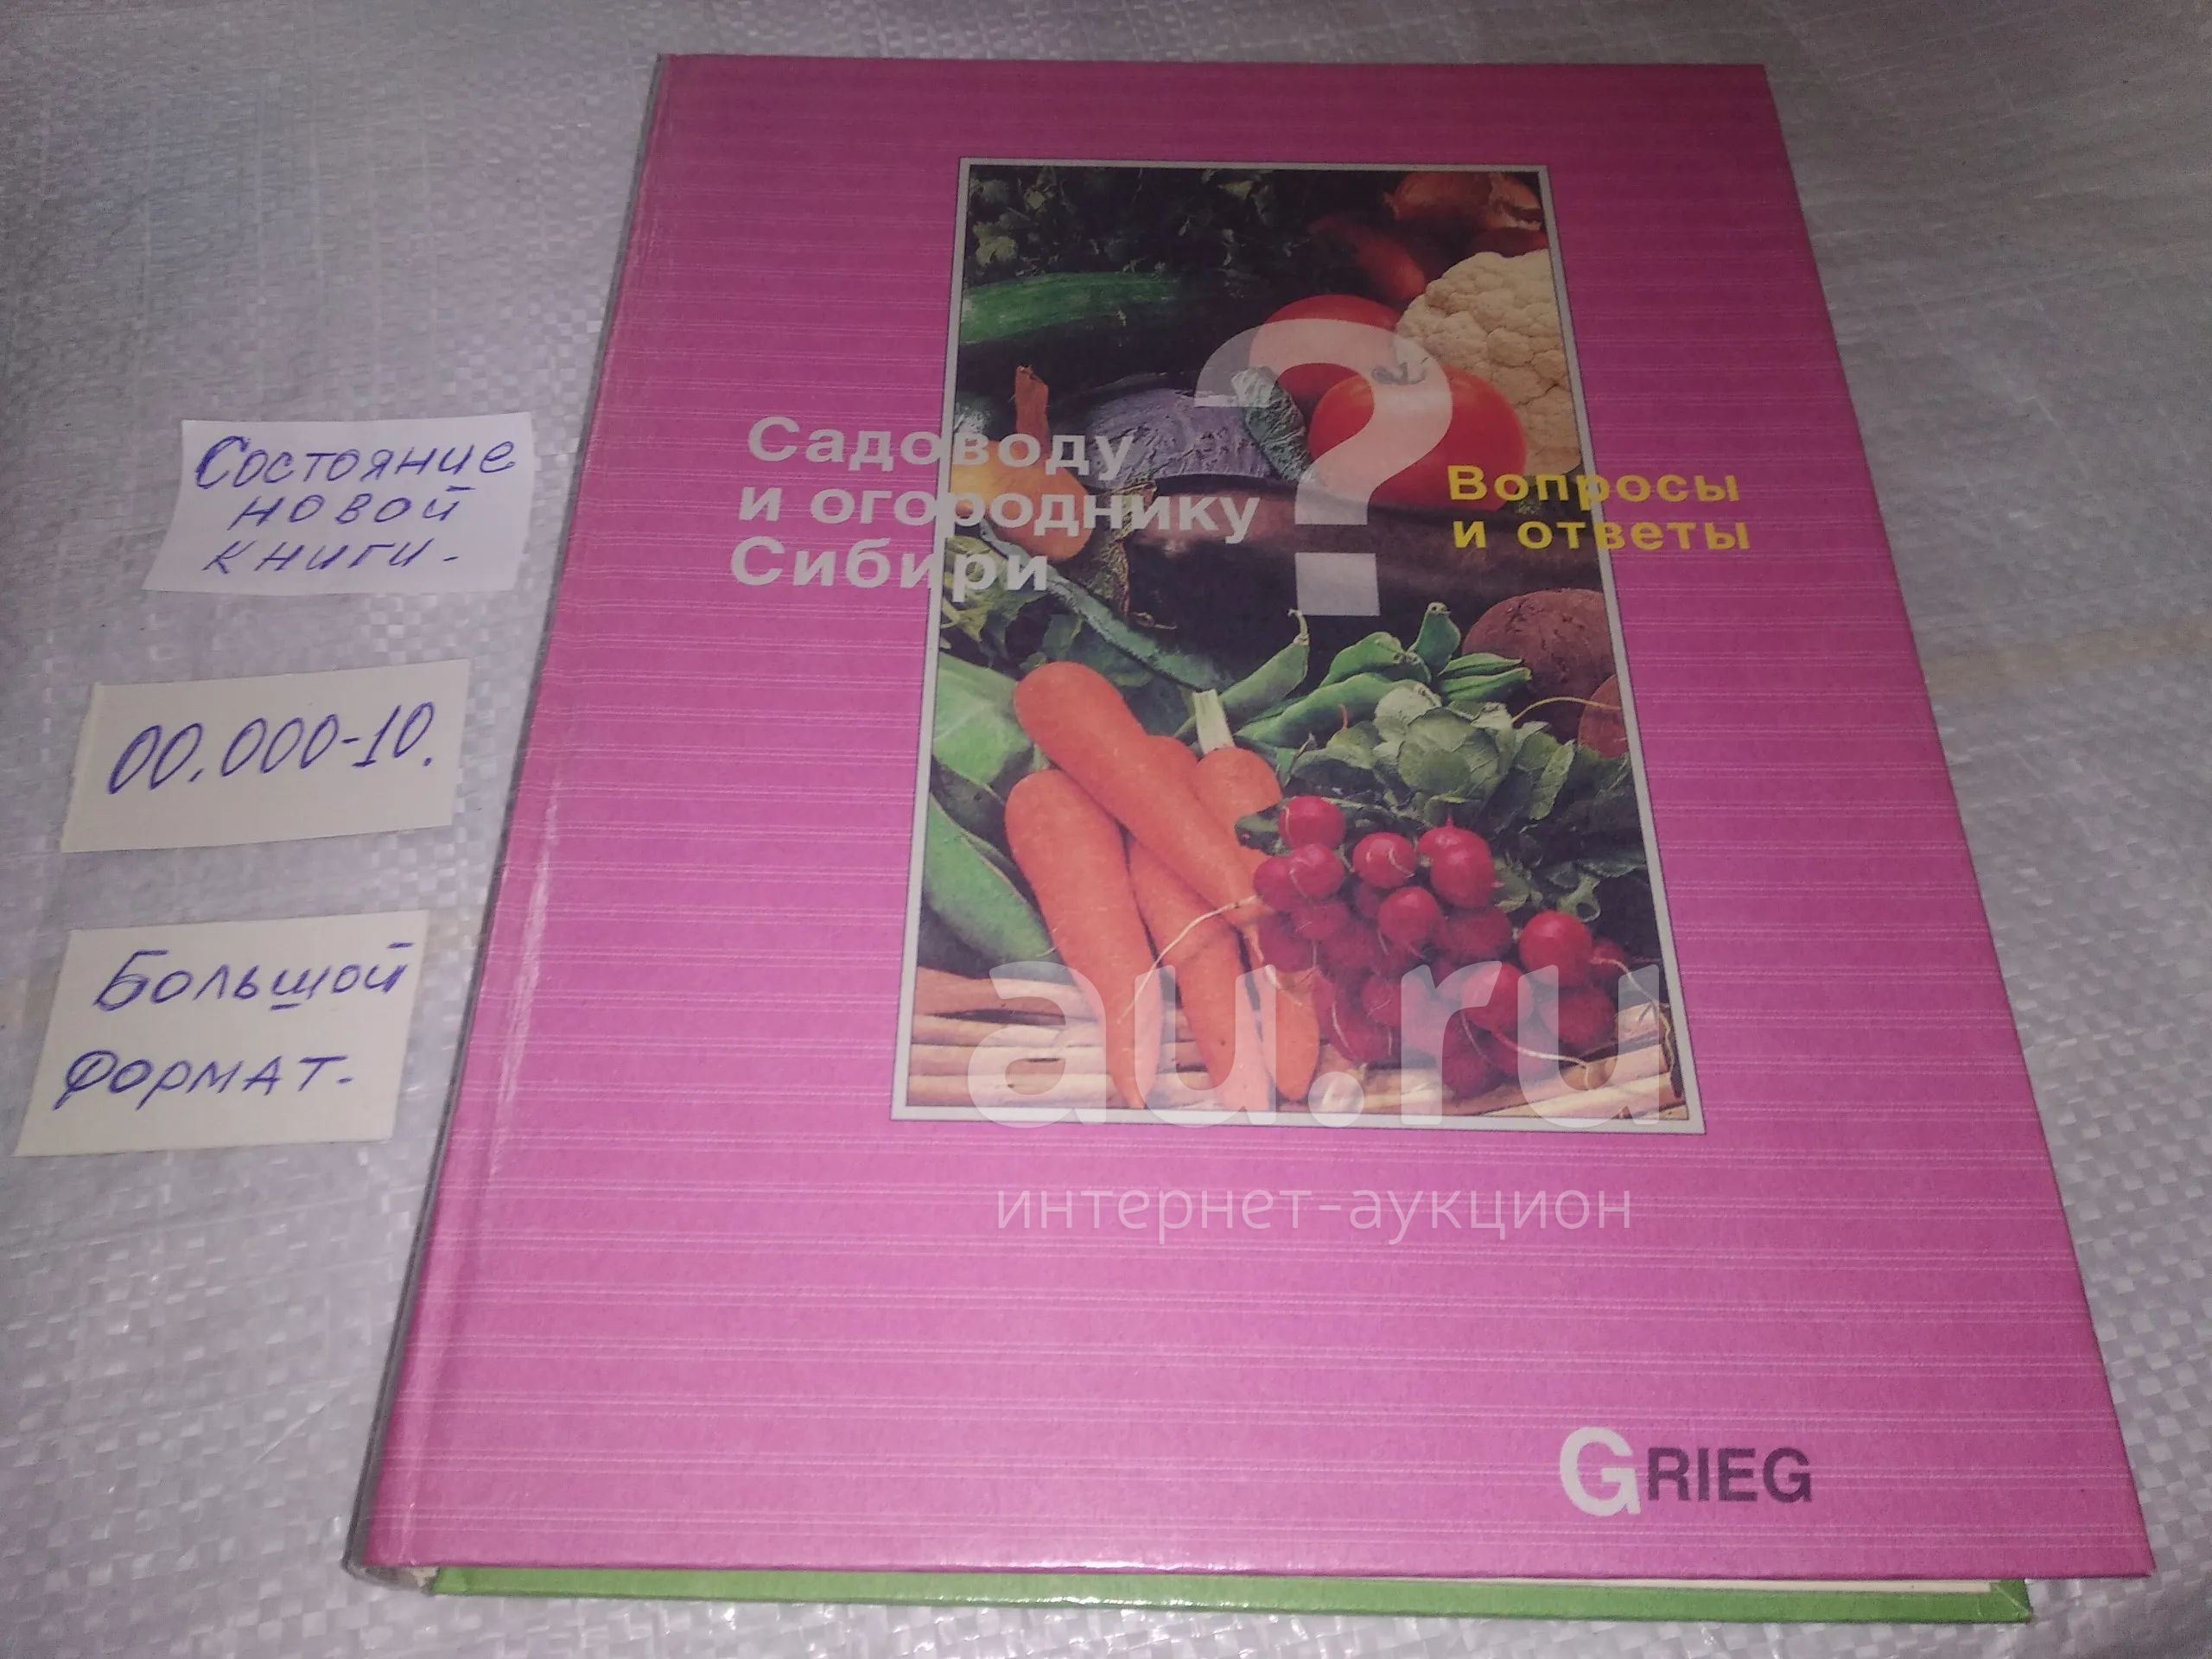 Состояние
новой
книги.
00.000-10.
Большой
формат.
Садоводу
и огороднику
Сибири
?
Вопросы
и ответы
au.ru
интернет-аукцион
GRIEG